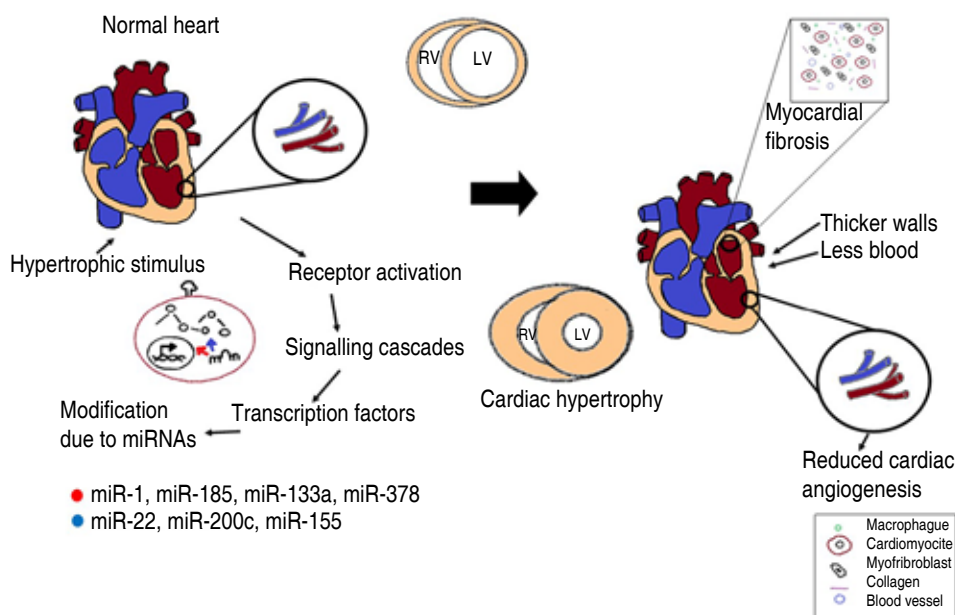 Normal heart
RV
LV
Myocardial
fibrosis
Thicker walls
Less blood
Hypertrophic stimulus
Receptor activation
Signalling cascades
Transcription factors
Modification
due to miRNAs
RV
LV
Cardiac hypertrophy
Reduced cardiac
angiogenesis
miR-1, miR-185, miR-133a, miR-378
miR-22, miR-200c, miR-155
Macrophague
Cardiomyocite
Myofribroblast
Collagen
Blood vessel